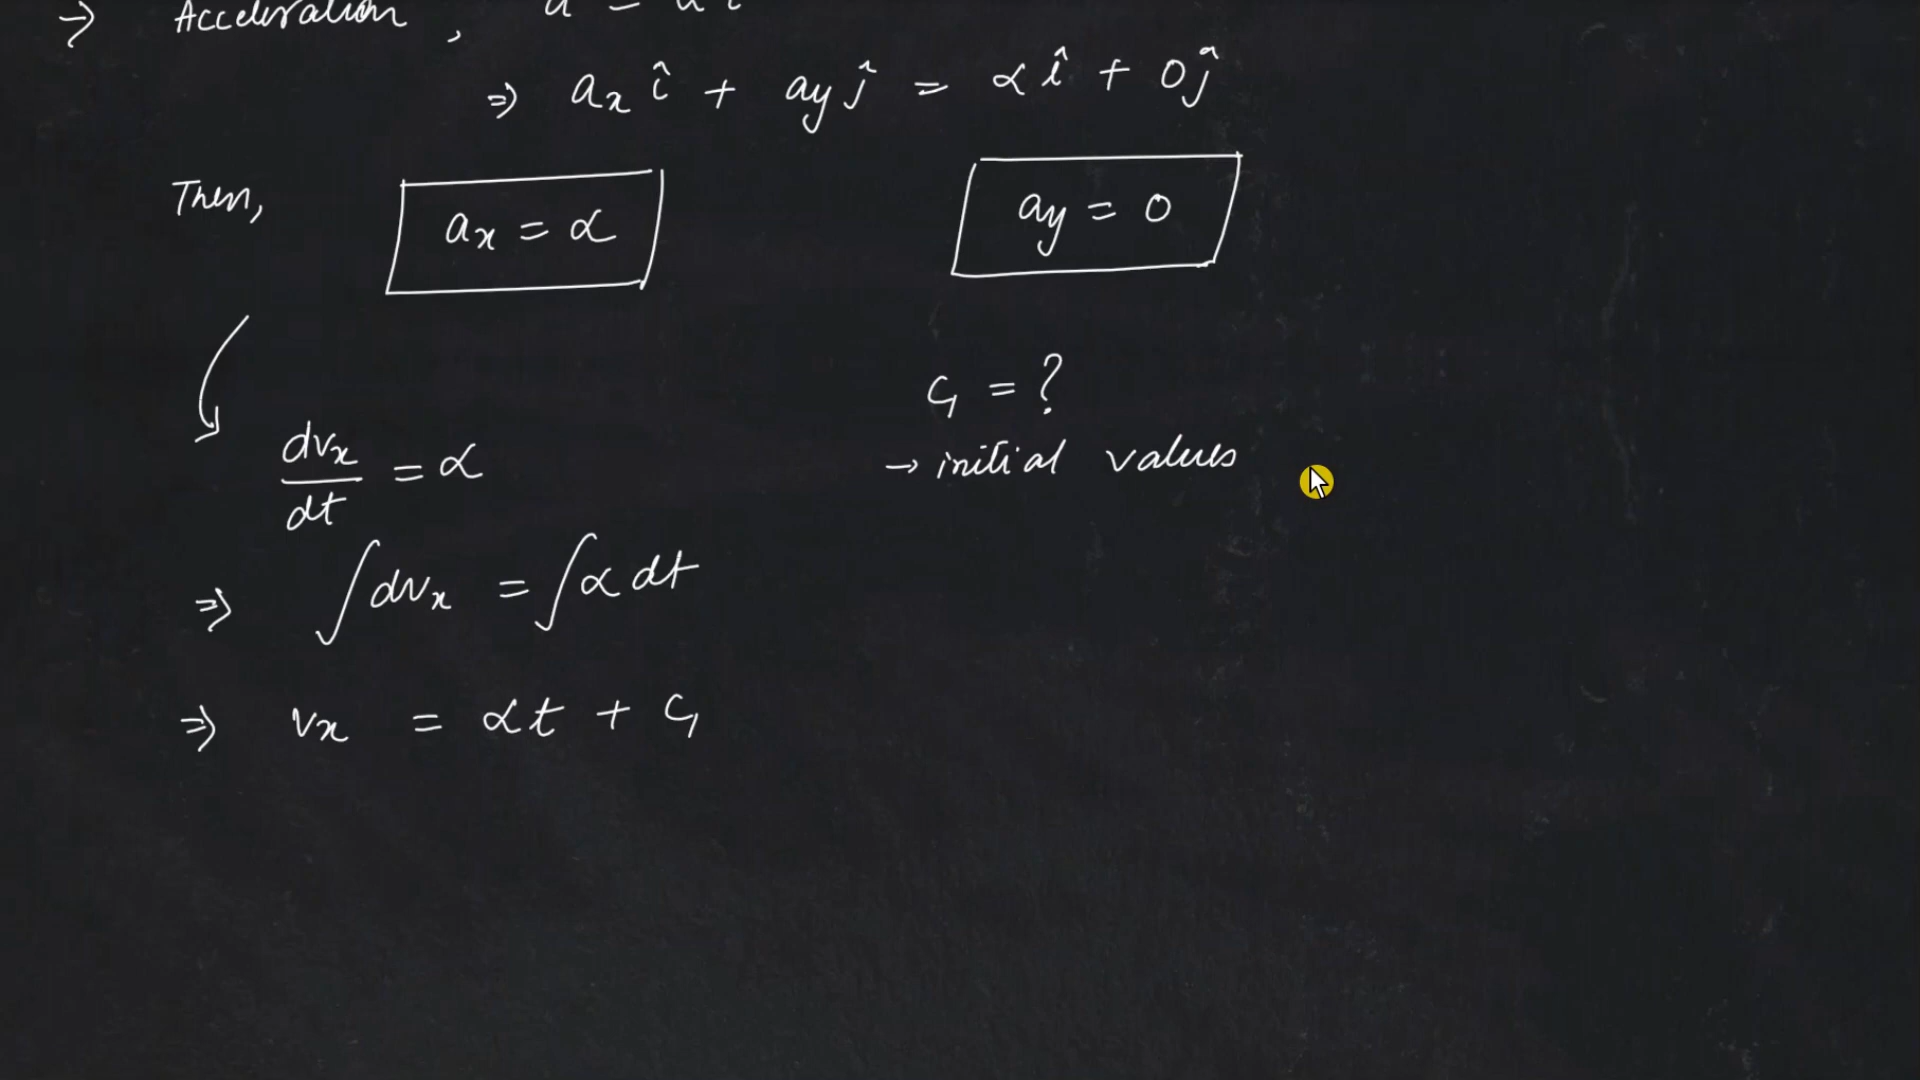 → Acceleration,
⇒ aₓ î + a_y ĵ = α î + 0 ĵ
Then,
aₓ = α
a_y = 0
dvₓ/dt = α
⇒ ∫dvₓ = ∫α dt
⇒ vₓ = αt + C₁
C₁ = ?
→ initial values